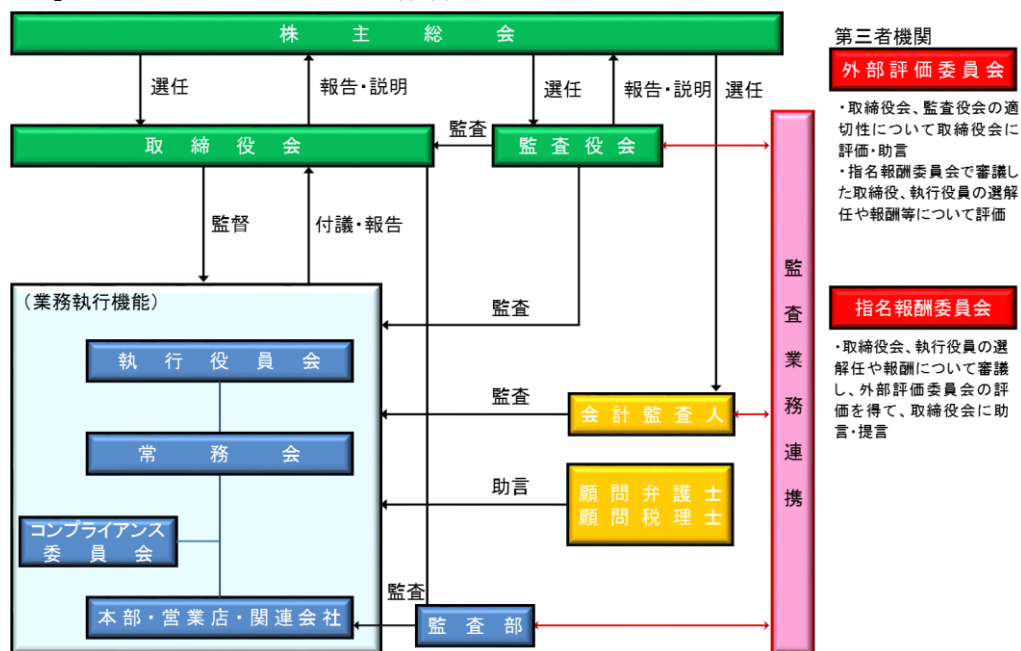 株主総会
選任
報告・説明
選任
報告・説明
選任
取締役会
監査
監査役会
監督
付議・報告
(業務執行機能)
執行役員会
常務会
コンプライアンス
委員会
本部・営業店・関連会社
監査
監査
会計監査人
助言
顧問弁護士
顧問税理士
監査
監査部
監査業務連携
第三者機関
外部評価委員会
・取締役会、監査役会の適
切性について取締役会に
評価・助言
・指名報酬委員会で審議し
た取締役、執行役員の選解
任や報酬等について評価
指名報酬委員会
・取締役会、執行役員の選
解任や報酬について審議
し、外部評価委員会の評
価を得て、取締役会に助
言・提言